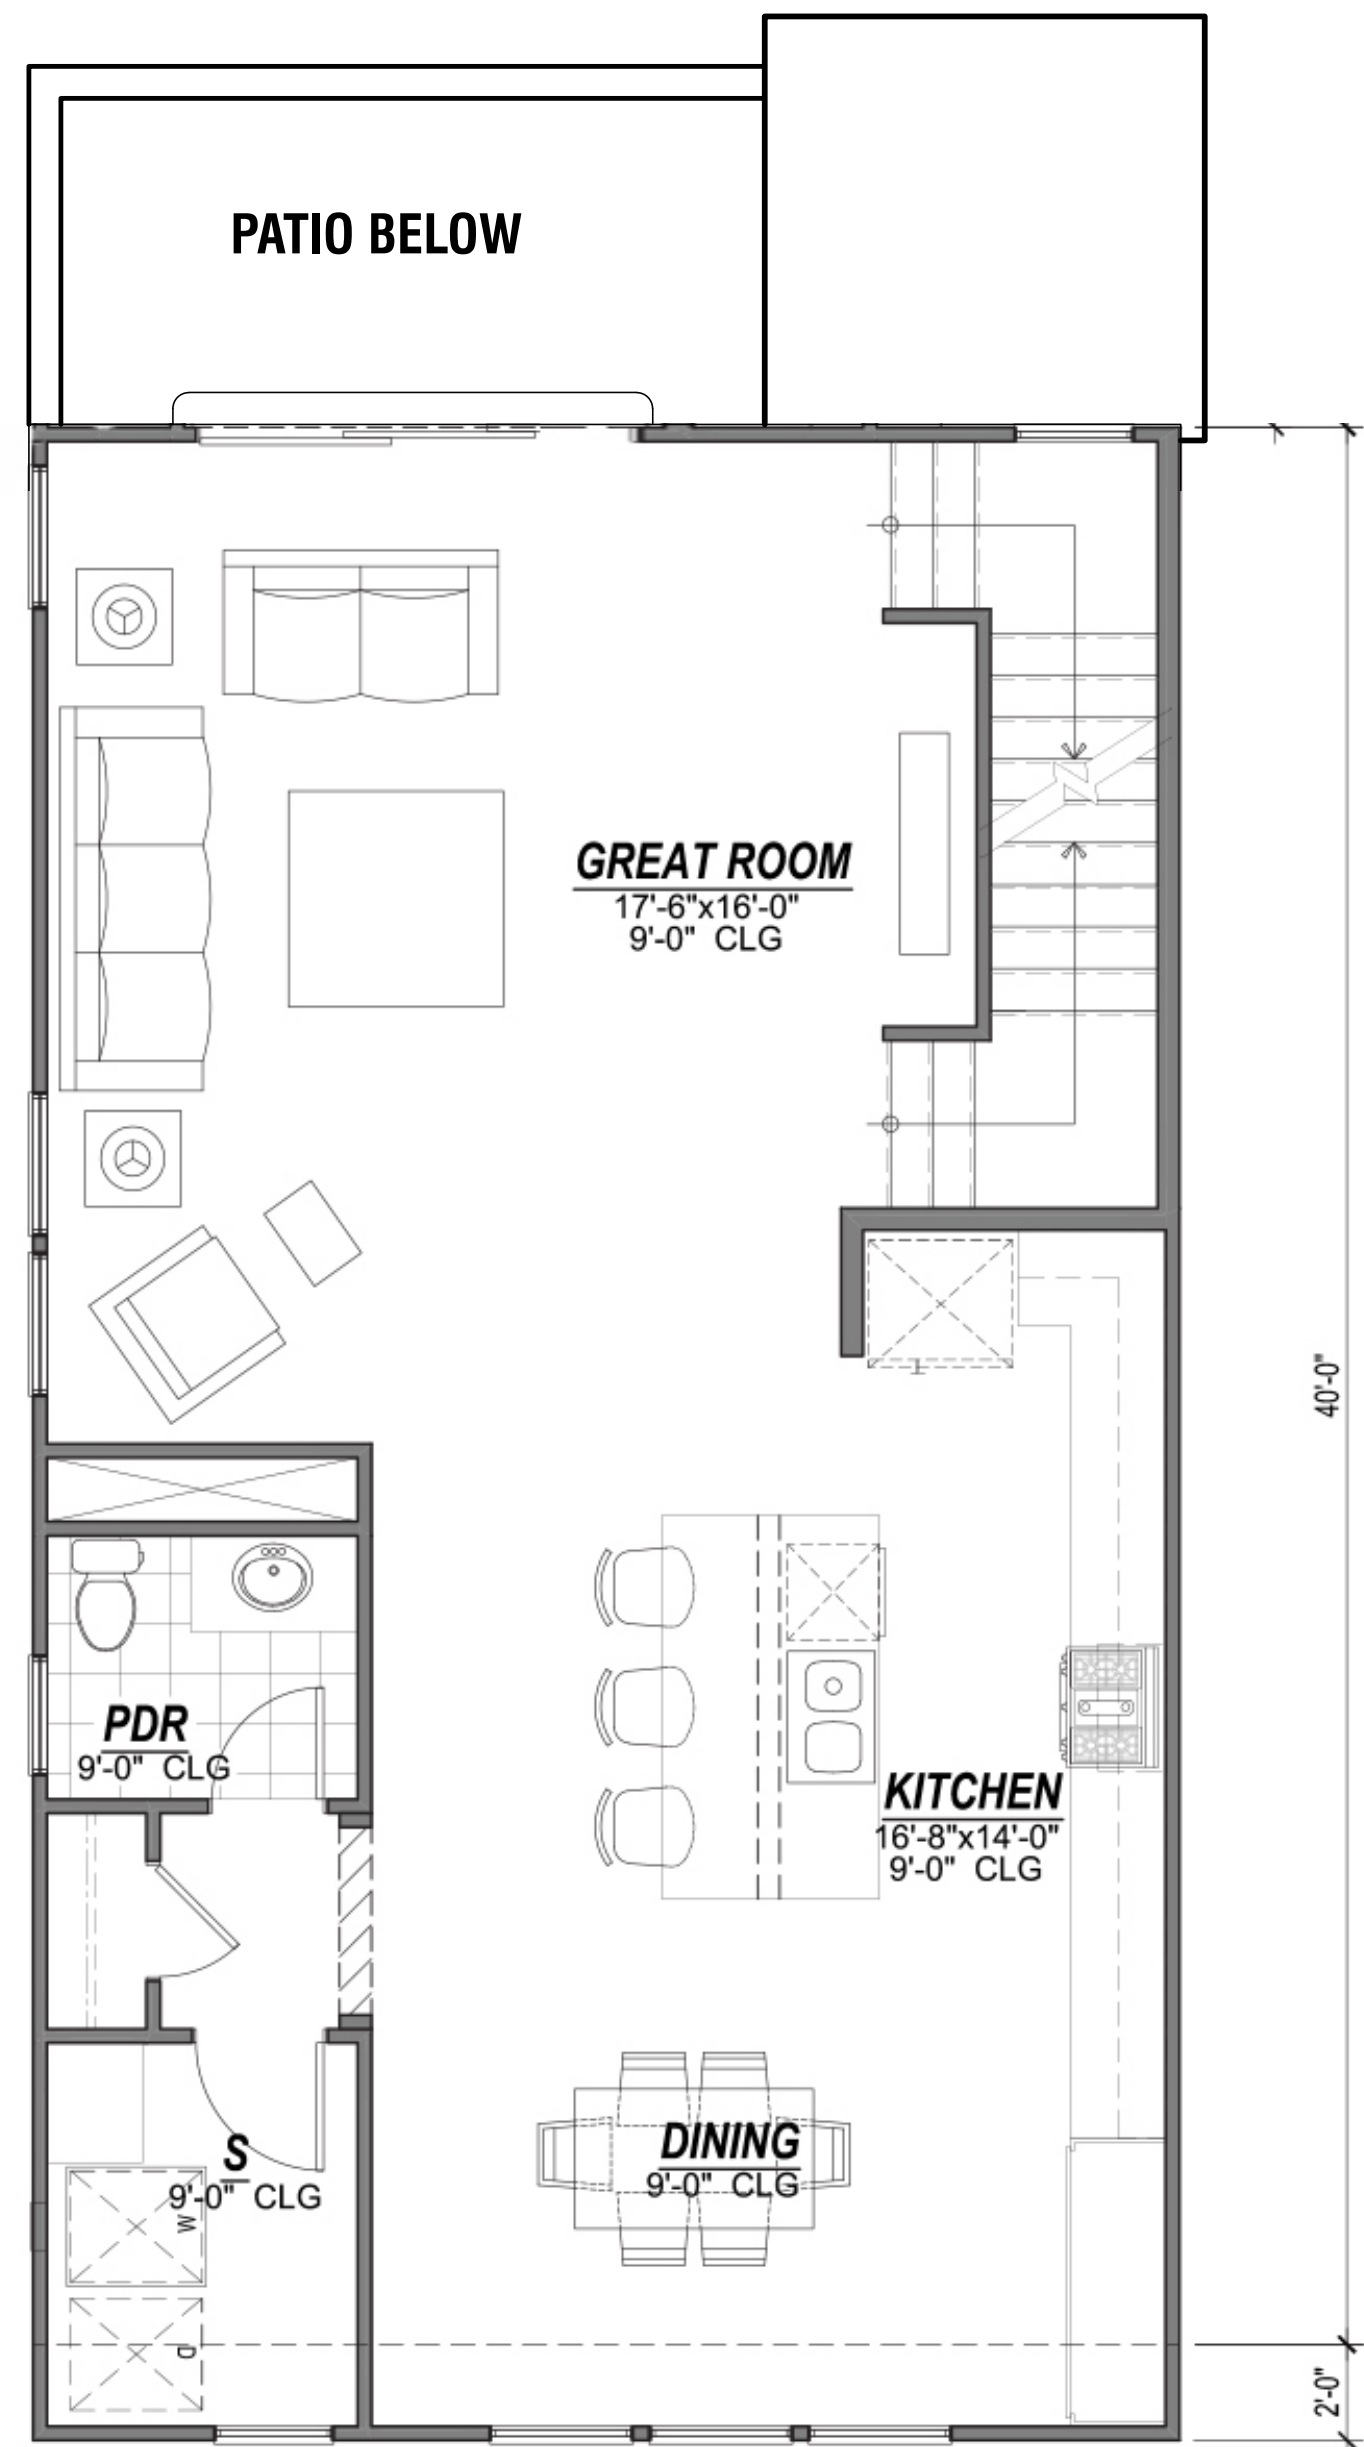 PATIO BELOW
GREAT ROOM
17'-6"x16'-0"
9'-0" CLG
40'-0"
PDR
9'-0" CLG
KITCHEN
16'-8"x14'-0"
9'-0" CLG
DINING
9'-0" CLG
S
9'-0" CLG
W
D
2'-0"